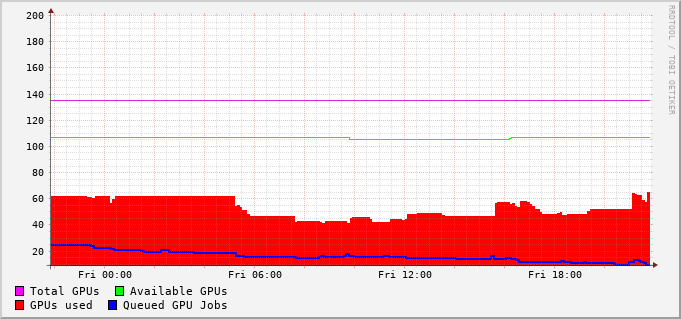 200
180
160
140
120
100
80
60
40
20
Fri 00:00 Fri 06:00 Fri 12:00 Fri 18:00
Total GPUs Available GPUs
GPUs used Queued GPU Jobs
RRDTOOL / TOBI OETIKER